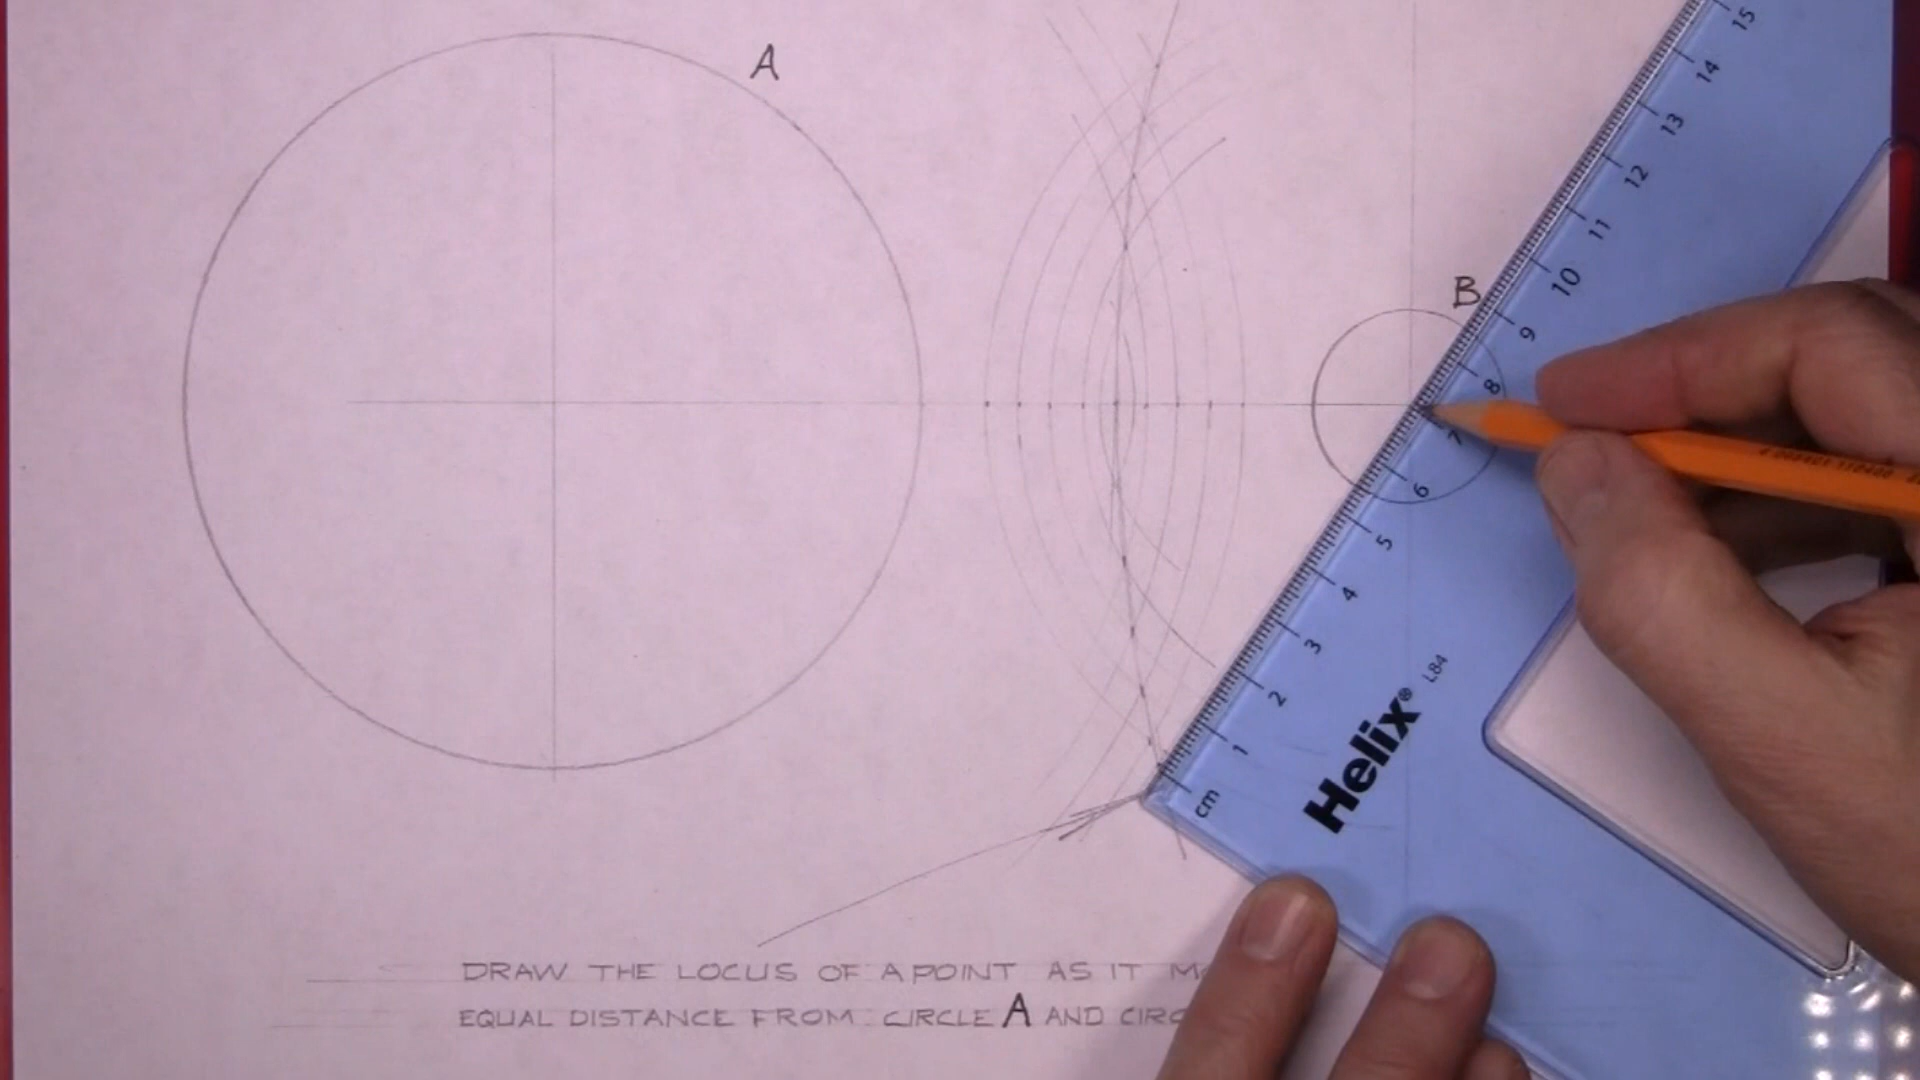 A
B
15
14
13
12
11
10
9
8
7
6
5
4
3
2
1
cm
Helix® L84
DRAW THE LOCUS OF A POINT AS IT
EQUAL DISTANCE FROM CIRCLE A AND